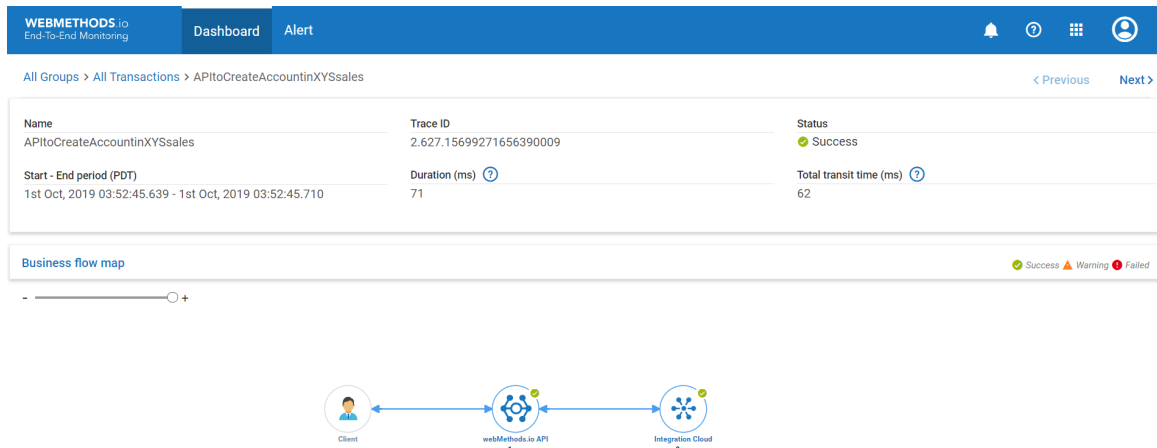 WEBMETHODS.io
End-To-End Monitoring
Dashboard
Alert
All Groups > All Transactions > APItoCreateAccountinXYSsales
< Previous Next >
Name
APItoCreateAccountinXYSsales
Trace ID
2.627.15699271656390009
Status
Success
Start - End period (PDT)
1st Oct, 2019 03:52:45.639 - 1st Oct, 2019 03:52:45.710
Duration (ms) ?
71
Total transit time (ms) ?
62
Business flow map
Success Warning Failed
- +
Client
webMethods.io API
Integration Cloud